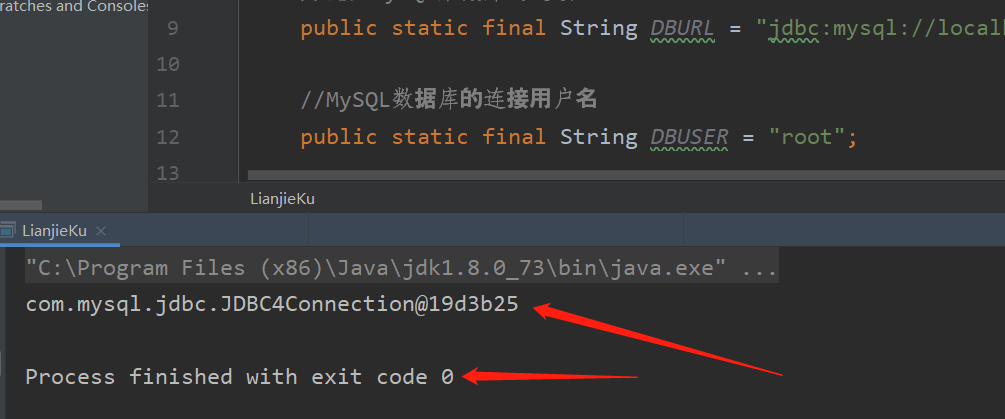 ratches and Consoles
9 public static final String DBURL = "jdbc:mysql://local
10
11 //MySQL数据库的连接用户名
12 public static final String DBUSER = "root";
13
LianjieKu
LianjieKu ×
"C:\Program Files (x86)\Java\jdk1.8.0_73\bin\java.exe" ...
com.mysql.jdbc.JDBC4Connection@19d3b25
Process finished with exit code 0